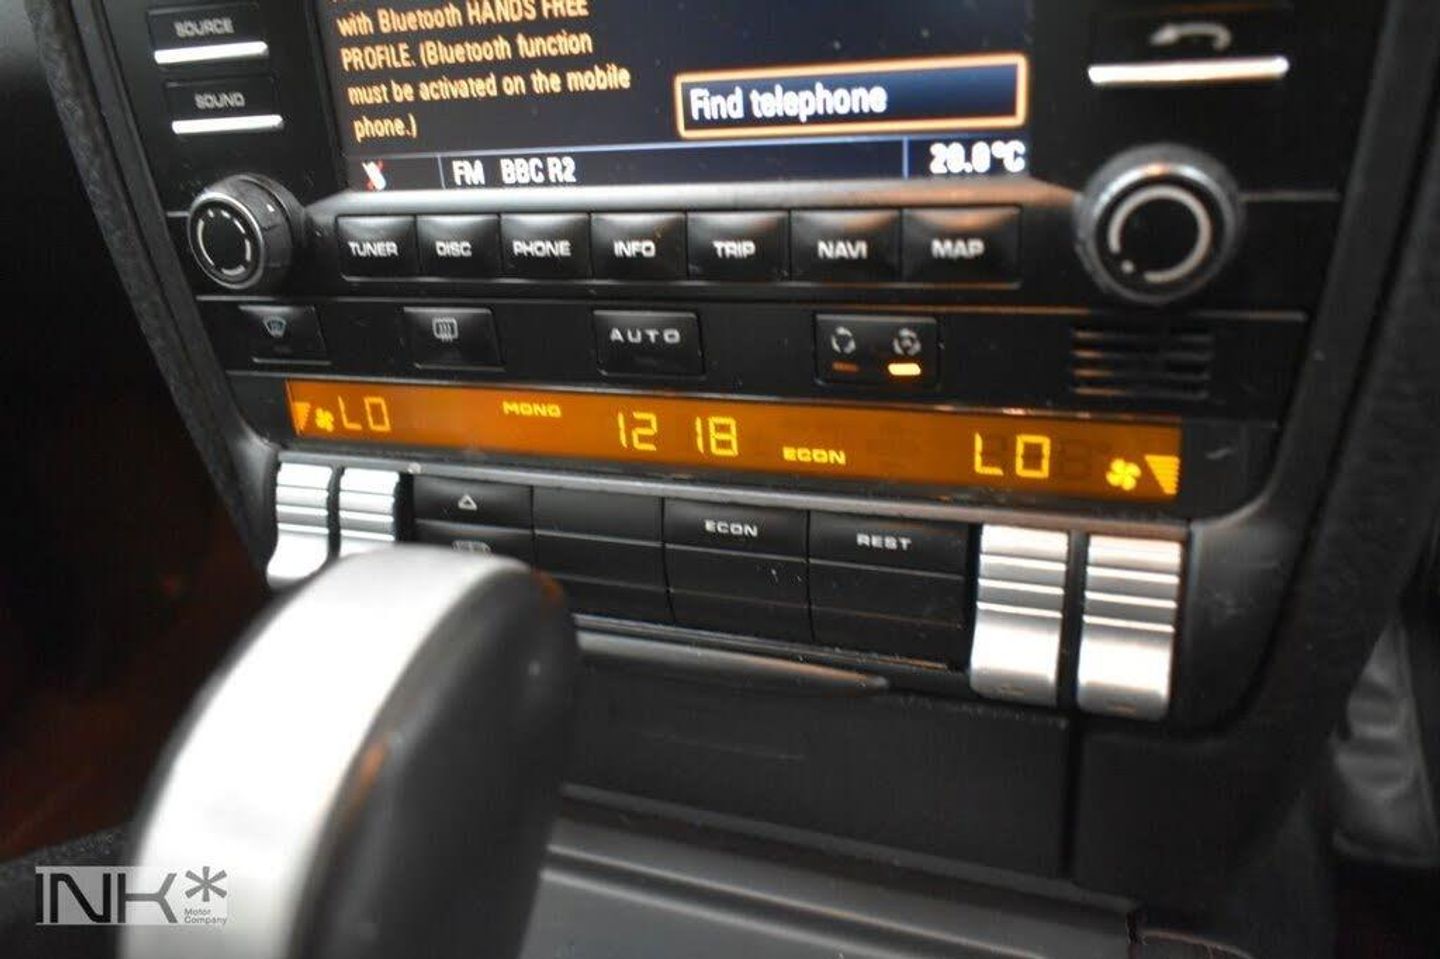 SOURCE
SOUND
with Bluetooth HANDS FREE
PROFILE. (Bluetooth function
must be activated on the mobile
phone.)
Find telephone
FM BBC R2
20.0°C
TUNER DISC PHONE INFO TRIP NAVI MAP
AUTO
LO MONO 12 18 ECON LO
ECON REST
INK*
Motor
Company